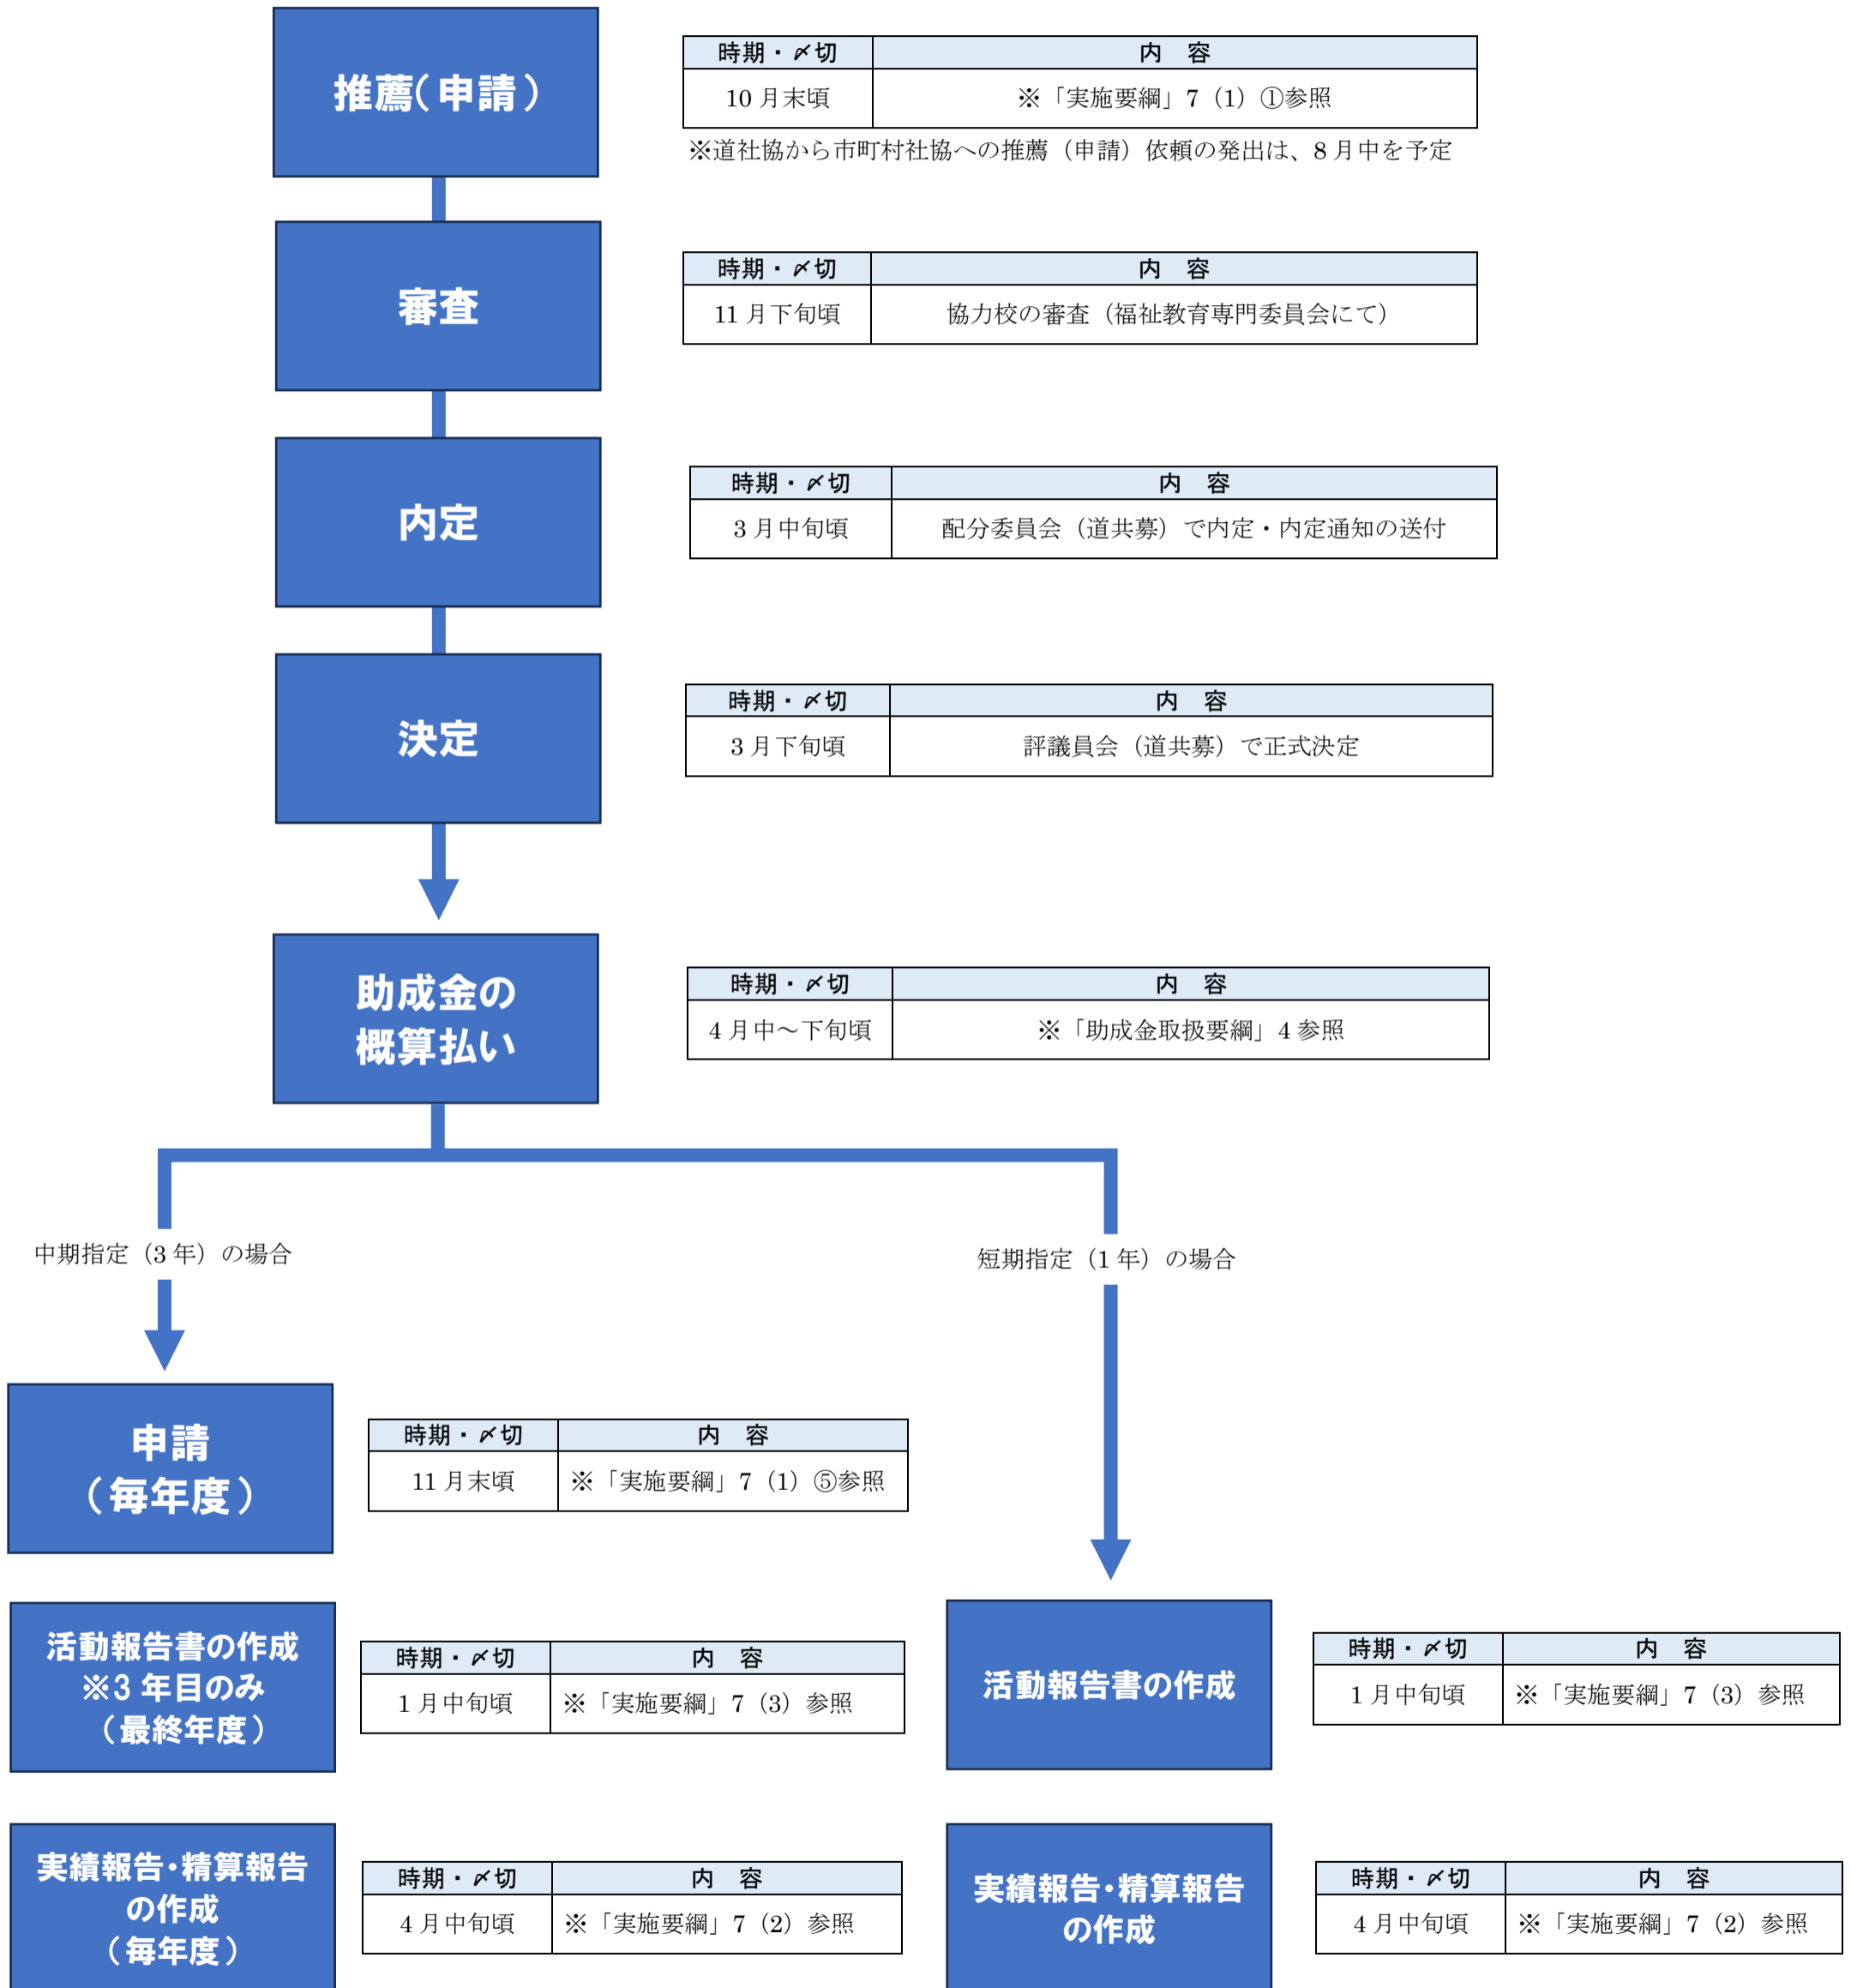 推薦(申請)
時期・〆切 内 容
10月末頃 ※「実施要綱」7（1）①参照
※道社協から市町村社協への推薦（申請）依頼の発出は、8月中を予定
審査
時期・〆切 内 容
11月下旬頃 協力校の審査（福祉教育専門委員会にて）
内定
時期・〆切 内 容
3月中旬頃 配分委員会（道共募）で内定・内定通知の送付
決定
時期・〆切 内 容
3月下旬頃 評議員会（道共募）で正式決定
助成金の
概算払い
時期・〆切 内 容
4月中～下旬頃 ※「助成金取扱要綱」4参照
中期指定（3年）の場合
短期指定（1年）の場合
申請
（毎年度）
時期・〆切 内 容
11月末頃 ※「実施要綱」7（1）⑤参照
活動報告書の作成
※3年目のみ
（最終年度）
時期・〆切 内 容
1月中旬頃 ※「実施要綱」7（3）参照
活動報告書の作成
時期・〆切 内 容
1月中旬頃 ※「実施要綱」7（3）参照
実績報告・精算報告
の作成
（毎年度）
時期・〆切 内 容
4月中旬頃 ※「実施要綱」7（2）参照
実績報告・精算報告
の作成
時期・〆切 内 容
4月中旬頃 ※「実施要綱」7（2）参照